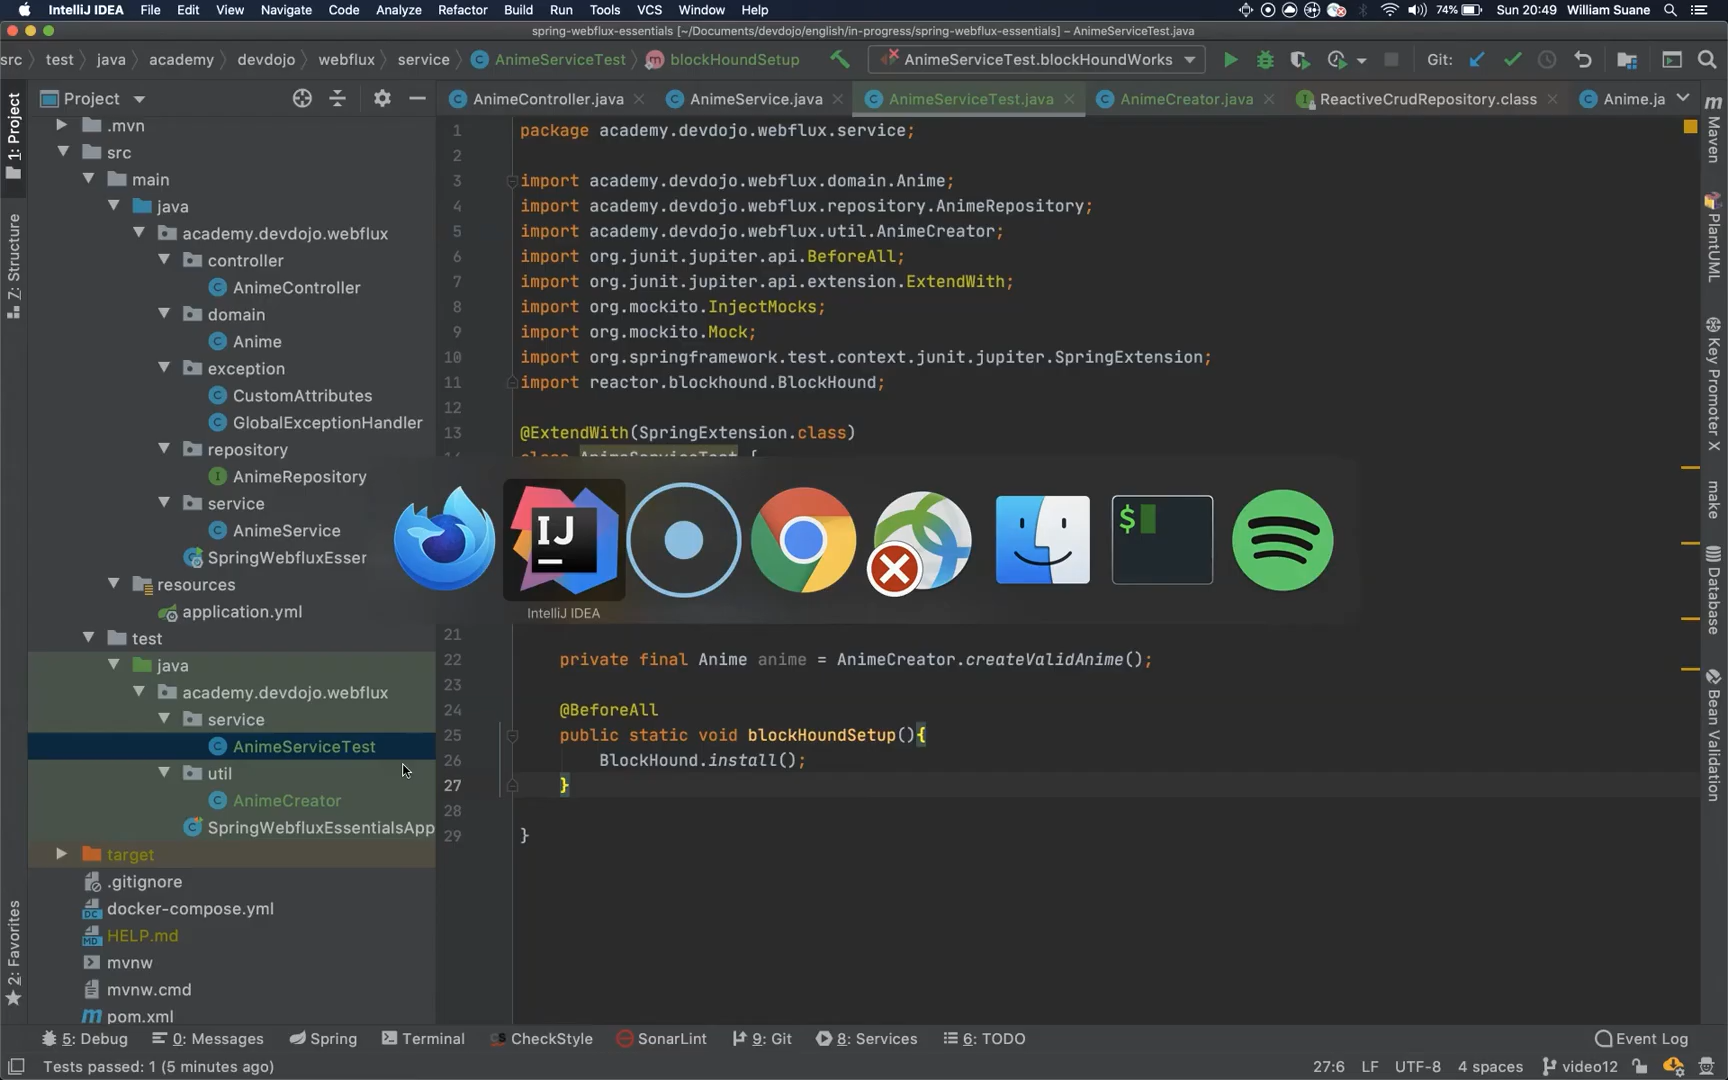 IntelliJ IDEA File Edit View Navigate Code Analyze Refactor Build Run Tools VCS Window Help 74% Sun 20:49 William Suane
spring-webflux-essentials [~/Documents/devdojo/english/in-progress/spring-webflux-essentials] – AnimeServiceTest.java
src test java academy devdojo webflux service AnimeServiceTest blockHoundSetup AnimeServiceTest.blockHoundWorks Git:
Project AnimeController.java AnimeService.java AnimeServiceTest.java AnimeCreator.java ReactiveCrudRepository.class Anime.ja
1: Project
7: Structure
2: Favorites
.mvn
src
main
java
academy.devdojo.webflux
controller
AnimeController
domain
Anime
exception
CustomAttributes
GlobalExceptionHandler
repository
AnimeRepository
service
AnimeService
SpringWebfluxEsser
resources
application.yml
test
java
academy.devdojo.webflux
service
AnimeServiceTest
util
AnimeCreator
SpringWebfluxEssentialsApp
target
.gitignore
docker-compose.yml
HELP.md
mvnw
mvnw.cmd
pom.xml
1 package academy.devdojo.webflux.service;
2
3 import academy.devdojo.webflux.domain.Anime;
4 import academy.devdojo.webflux.repository.AnimeRepository;
5 import academy.devdojo.webflux.util.AnimeCreator;
6 import org.junit.jupiter.api.BeforeAll;
7 import org.junit.jupiter.api.extension.ExtendWith;
8 import org.mockito.InjectMocks;
9 import org.mockito.Mock;
10 import org.springframework.test.context.junit.jupiter.SpringExtension;
11 import reactor.blockhound.BlockHound;
12
13 @ExtendWith(SpringExtension.class)
class AnimeServiceTest {
IJ
$
IntelliJ IDEA
21
22 private final Anime anime = AnimeCreator.createValidAnime();
23
24 @BeforeAll
25 public static void blockHoundSetup(){
26 BlockHound.install();
27 }
28
29 }
Maven
PlantUML
Key Promoter X
make
Database
Bean Validation
5: Debug 0: Messages Spring Terminal CheckStyle SonarLint 9: Git 8: Services 6: TODO Event Log
Tests passed: 1 (5 minutes ago) 27:6 LF UTF-8 4 spaces video12